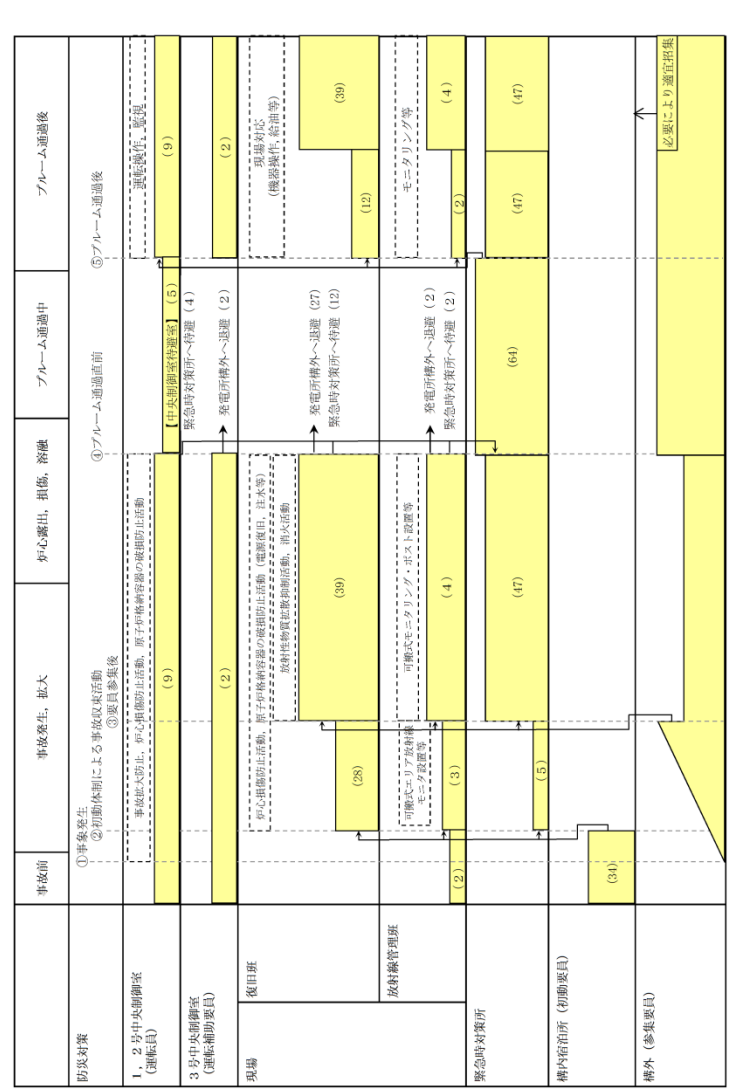 事故前
事故発生，拡大
炉心露出，損傷，溶融
プルーム通過中
プルーム通過後
防災対策
①事象発生
②初動体制による事故収束活動
③要員参集後
④プルーム通過直前
⑤プルーム通過後
１，２号中央制御室
（運転員）
事故拡大防止，炉心損傷防止活動，原子炉格納容器の破損防止活動
運転操作，監視
（９）
【中央制御室待避室】（５）
（９）
緊急時対策所へ待避（４）
３号中央制御室
（運転補助要員）
（２）
発電所構外へ退避（２）
（２）
現場
復旧班
炉心損傷防止活動，原子炉格納容器の破損防止活動（電源復旧，注水等）
放射性物質拡散抑制活動，消火活動
現場対応
（機器操作，給油等）
(28)
(39)
発電所構外へ退避 (27)
緊急時対策所へ待避 (12)
(12)
(39)
放射線管理班
可搬式エリア放射線
モニタ設置等
可搬式モニタリング・ポスト設置等
モニタリング等
（２）
（３）
（４）
発電所構外へ退避（２）
緊急時対策所へ待避（２）
（２）
（４）
緊急時対策所
（５）
(47)
(64)
(47)
(47)
構内宿泊所（初動要員）
(34)
構外（参集要員）
必要により適宜招集